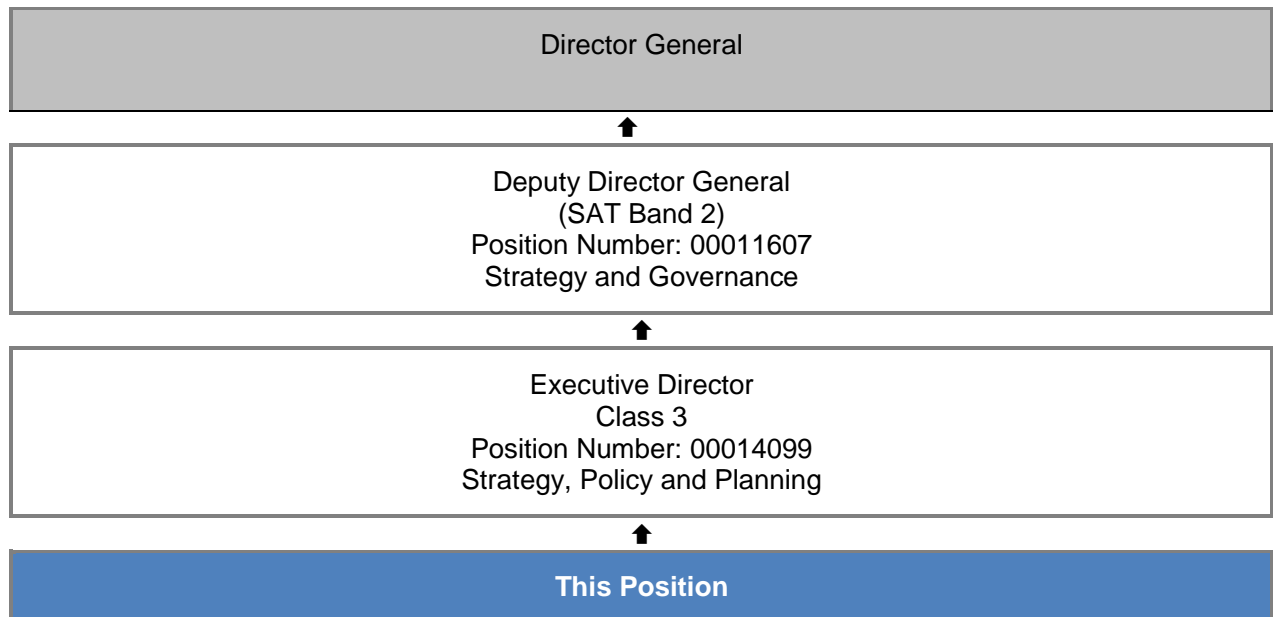 Director General
Deputy Director General
(SAT Band 2)
Position Number: 00011607
Strategy and Governance
Executive Director
Class 3
Position Number: 00014099
Strategy, Policy and Planning
This Position